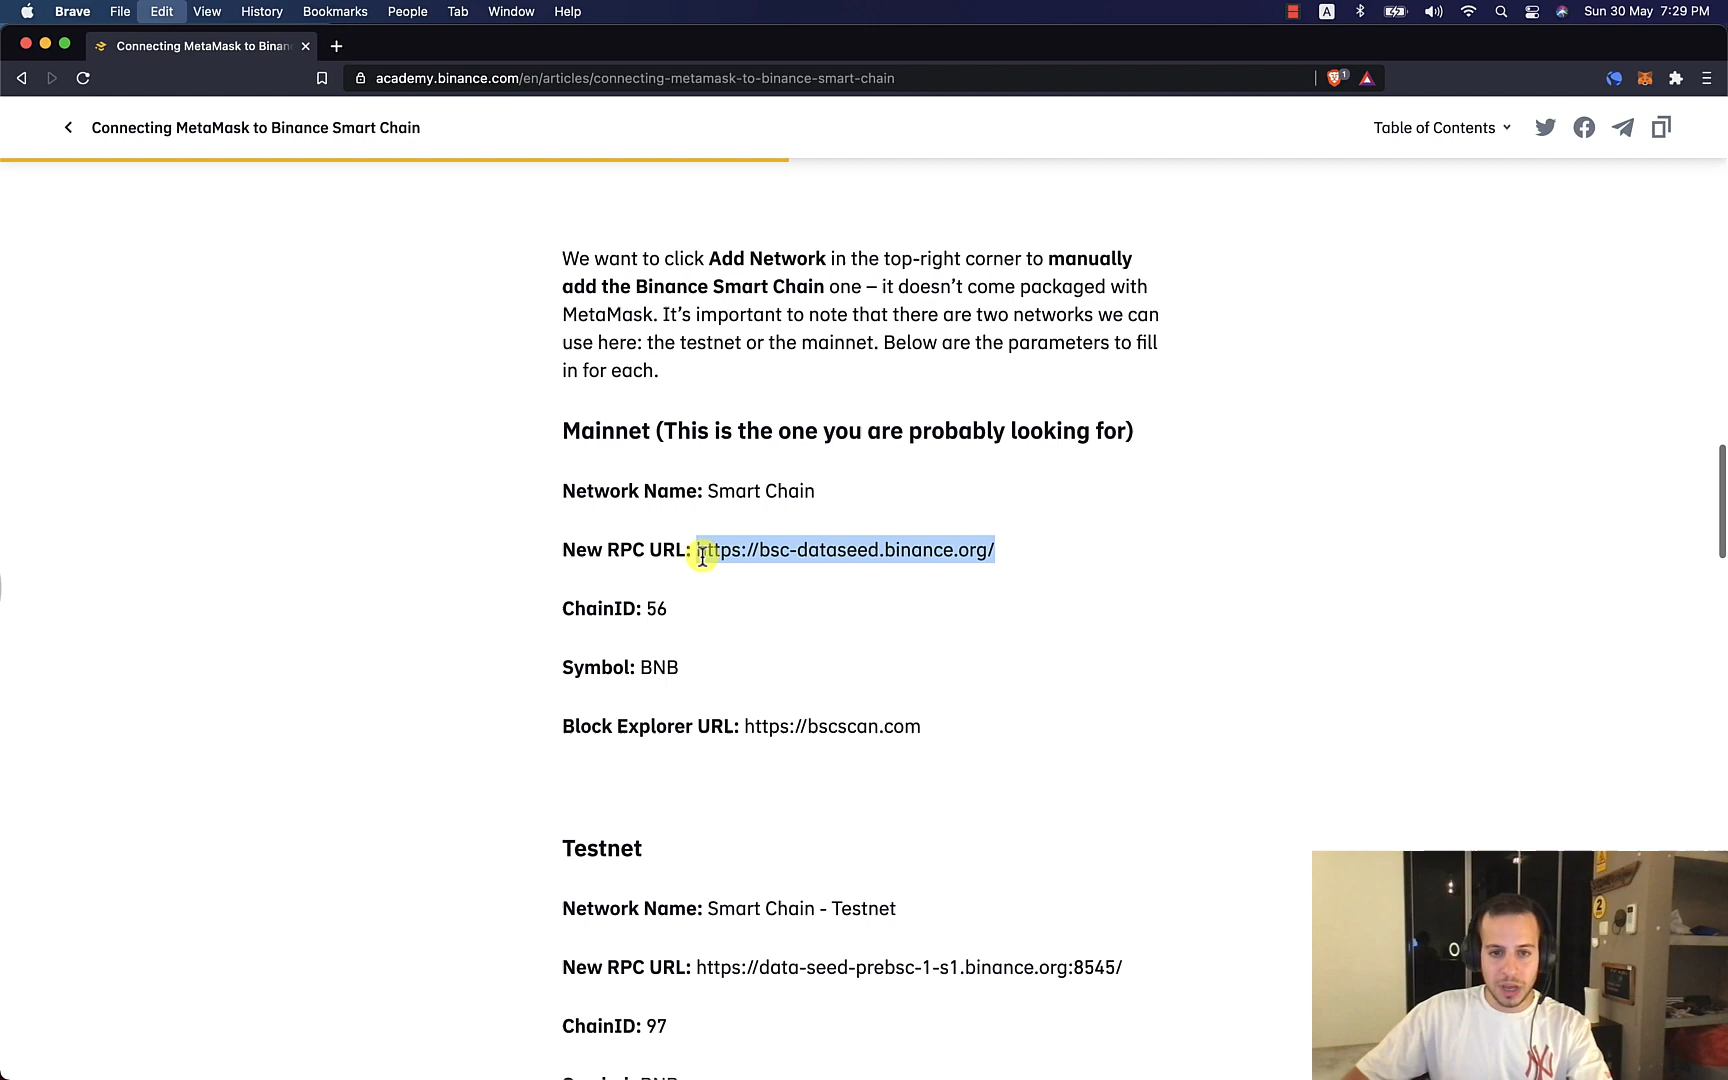 Brave File Edit View History Bookmarks People Tab Window Help A Sun 30 May 7:29 PM
Connecting MetaMask to Binan
academy.binance.com/en/articles/connecting-metamask-to-binance-smart-chain 1
Connecting MetaMask to Binance Smart Chain Table of Contents
We want to click Add Network in the top-right corner to manually
add the Binance Smart Chain one – it doesn’t come packaged with
MetaMask. It’s important to note that there are two networks we can
use here: the testnet or the mainnet. Below are the parameters to fill
in for each.
Mainnet (This is the one you are probably looking for)
Network Name: Smart Chain
New RPC URL: https://bsc-dataseed.binance.org/
ChainID: 56
Symbol: BNB
Block Explorer URL: https://bscscan.com
Testnet
Network Name: Smart Chain - Testnet
New RPC URL: https://data-seed-prebsc-1-s1.binance.org:8545/
ChainID: 97
2
NY